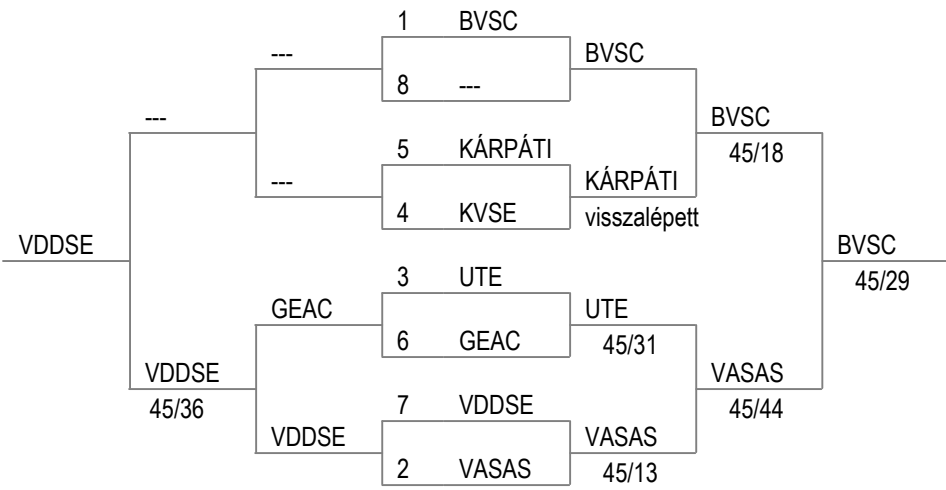 1 BVSC
--- BVSC
8 ---
--- BVSC
5 KÁRPÁTI 45/18
--- KÁRPÁTI
4 KVSE visszalépett
VDDSE BVSC
3 UTE 45/29
GEAC UTE
6 GEAC 45/31
VDDSE VASAS
45/36 7 VDDSE 45/44
VDDSE VASAS
2 VASAS 45/13